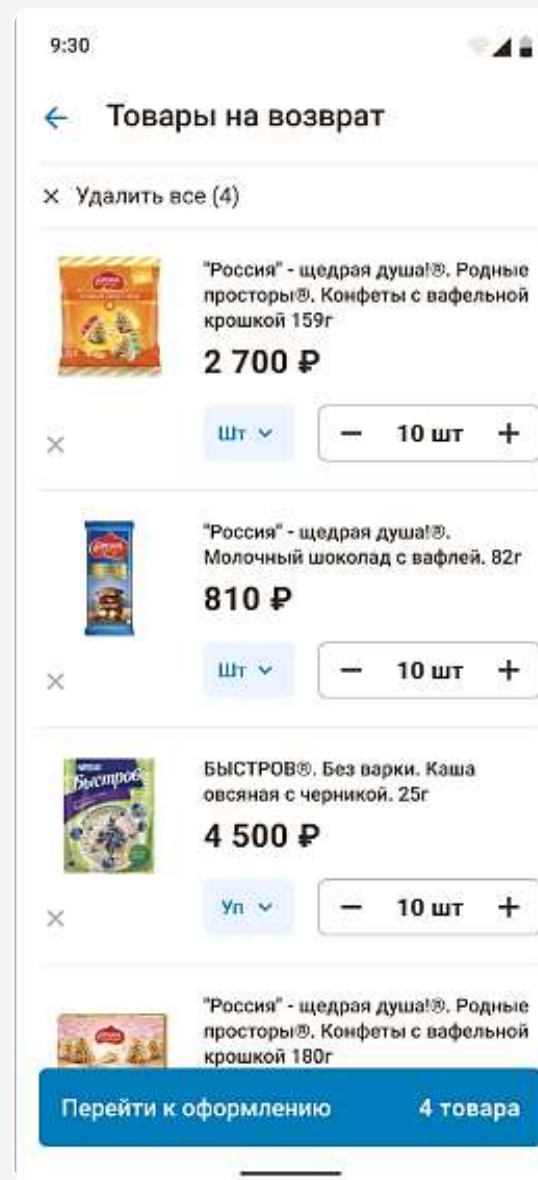 9:30
Товары на возврат
Удалить все (4)
"Россия" - щедрая душа!®. Родные
просторы®. Конфеты с вафельной
крошкой 159г
2 700 ₽
Шт
10 шт
"Россия" - щедрая душа!®.
Молочный шоколад с вафлей. 82г
810 ₽
Шт
10 шт
Быстров
БЫСТРОВ®. Без варки. Каша
овсяная с черникой. 25г
4 500 ₽
Уп
10 шт
"Россия" - щедрая душа!®. Родные
просторы®. Конфеты с вафельной
крошкой 180г
Перейти к оформлению 4 товара